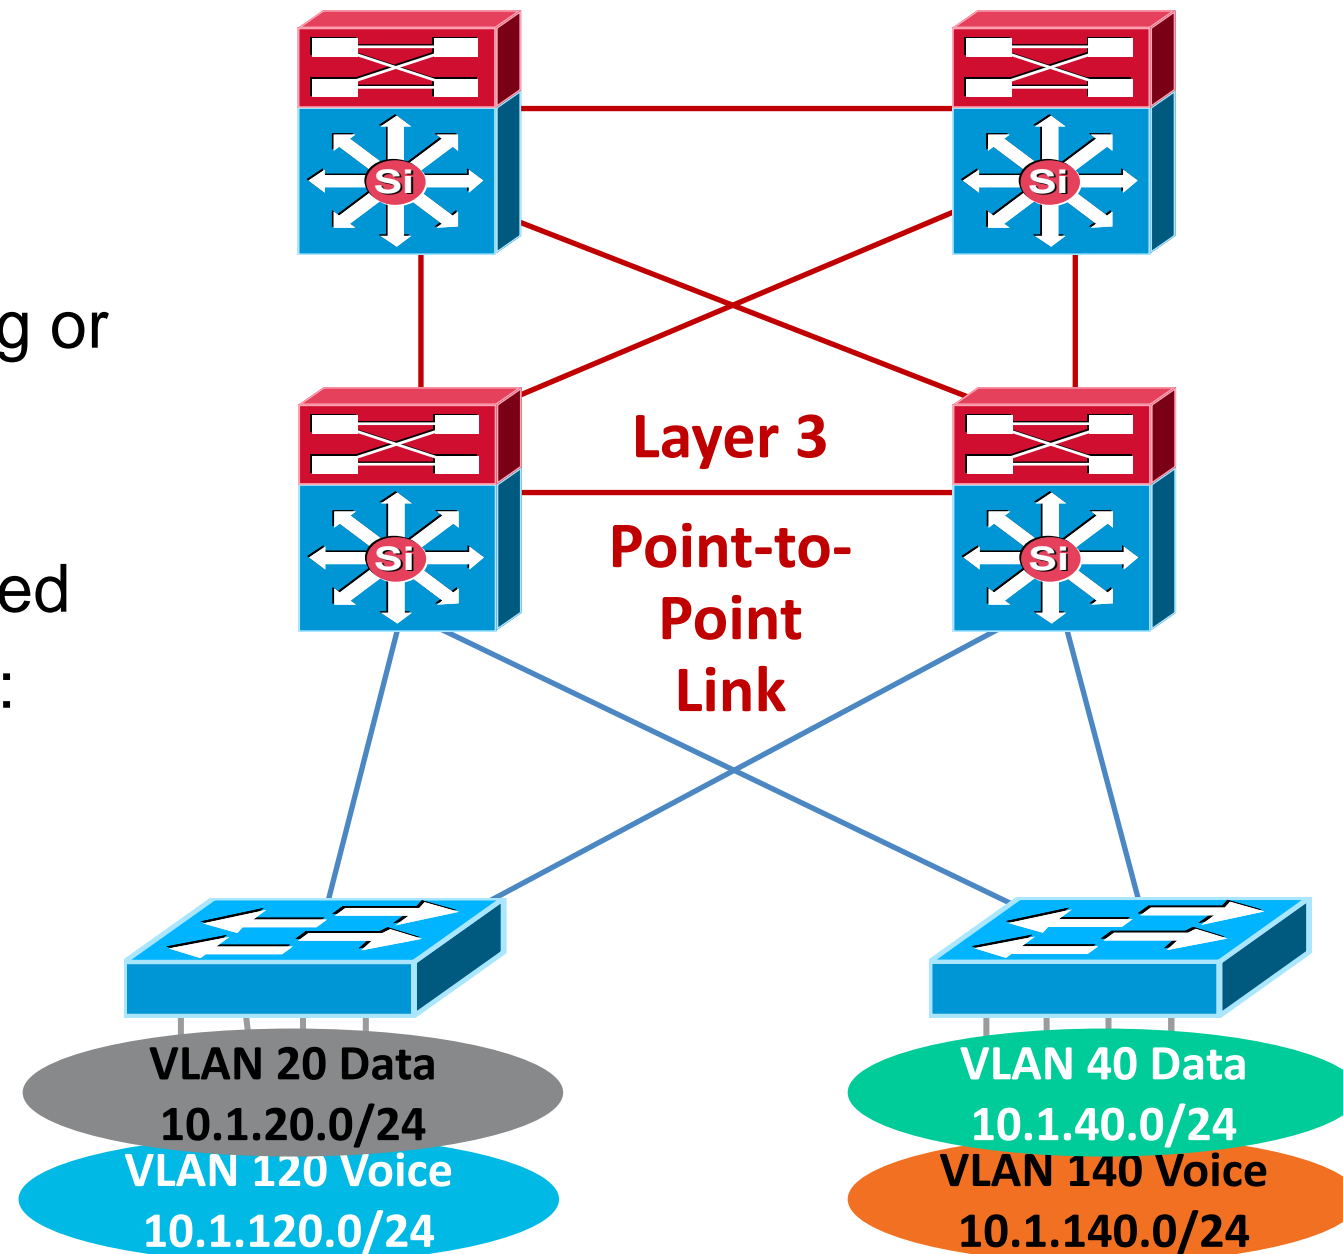 Si
Si
g or
Layer 3
Si
Si
Point-to-
Point
Link
ed
:
VLAN 20 Data
10.1.20.0/24
VLAN 120 Voice
10.1.120.0/24
VLAN 40 Data
10.1.40.0/24
VLAN 140 Voice
10.1.140.0/24